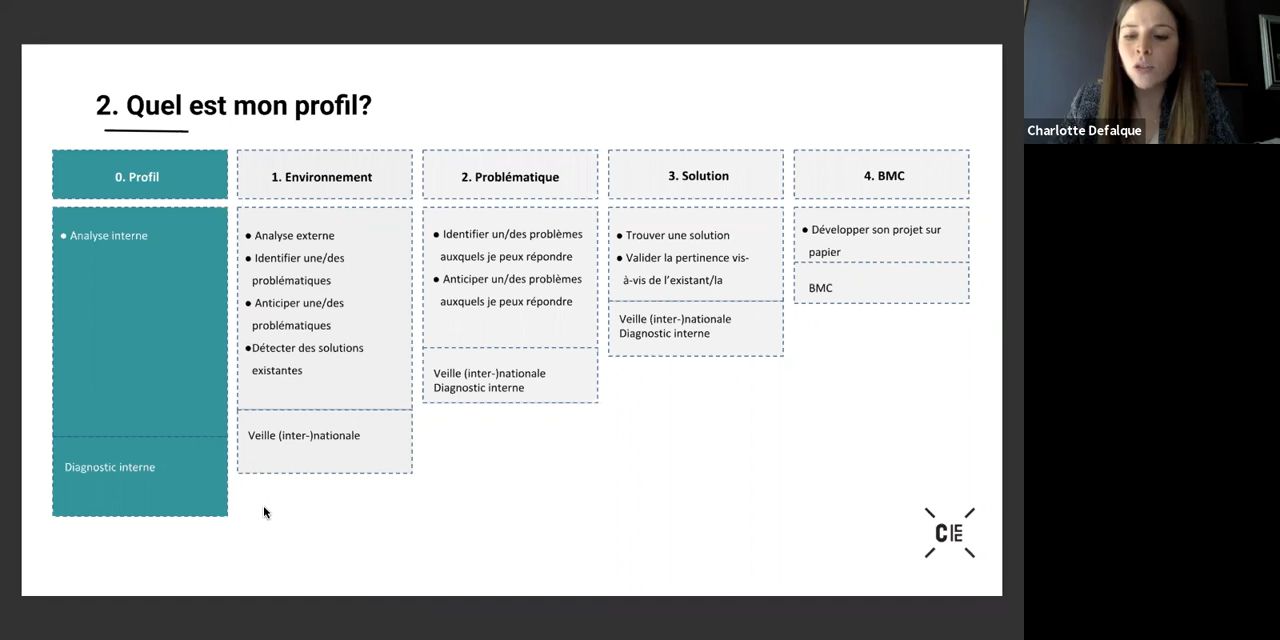 2. Quel est mon profil?
0. Profil
● Analyse interne
Diagnostic interne
1. Environnement
● Analyse externe
● Identifier une/des
problématiques
● Anticiper une/des
problématiques
●Détecter des solutions
existantes
Veille (inter-)nationale
2. Problématique
● Identifier un/des problèmes
auxquels je peux répondre
● Anticiper un/des problèmes
auxquels je peux répondre
Veille (inter-)nationale
Diagnostic interne
3. Solution
● Trouver une solution
● Valider la pertinence vis-
à-vis de l’existant/la
Veille (inter-)nationale
Diagnostic interne
4. BMC
● Développer son projet sur
papier
BMC
CIEE
Charlotte Defalque